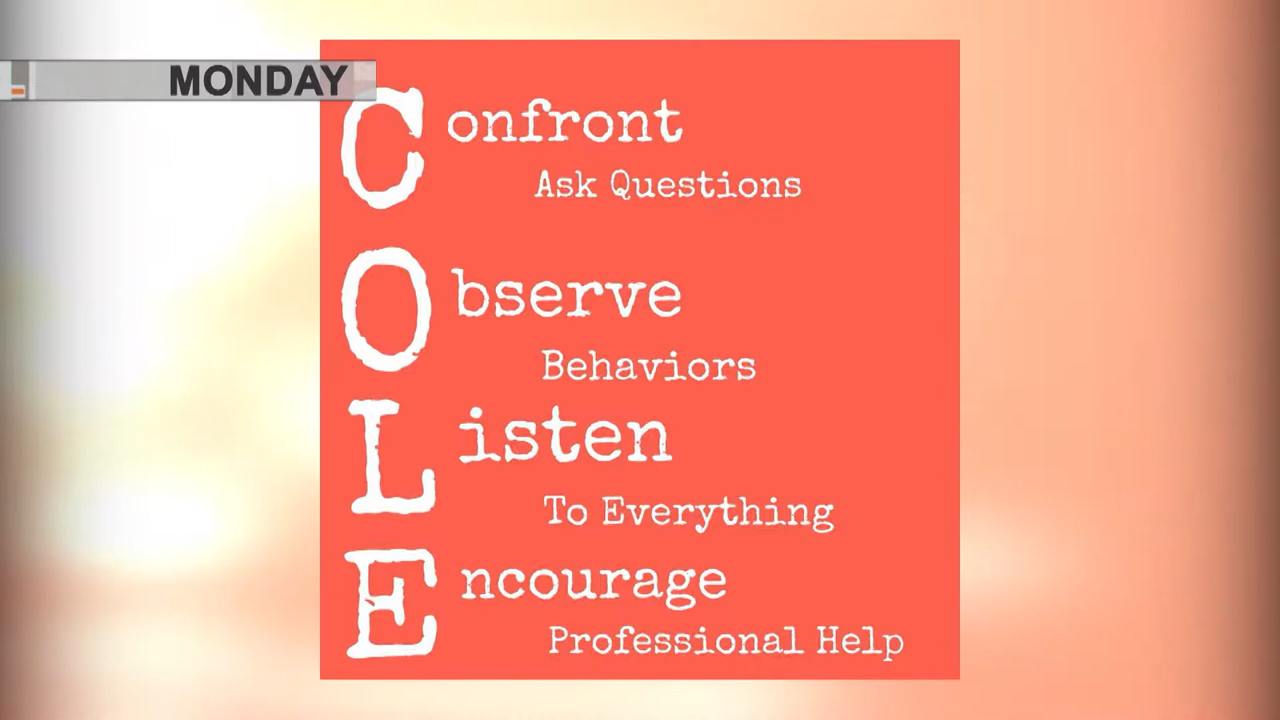 MONDAY
Confront
Ask Questions
Observe
Behaviors
Listen
To Everything
Encourage
Professional Help